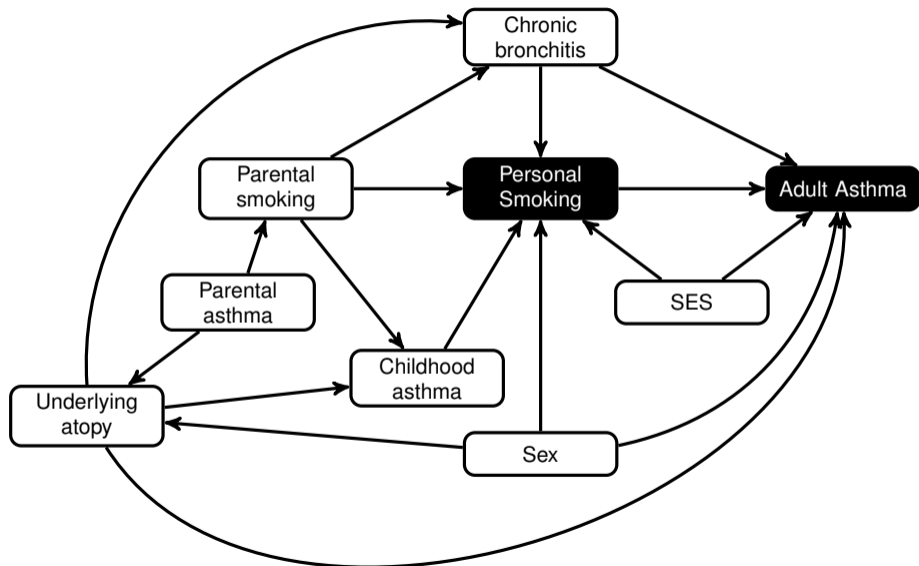 Chronic
bronchitis
Parental
smoking
Personal
Smoking
Adult Asthma
Parental
asthma
SES
Childhood
asthma
Underlying
atopy
Sex